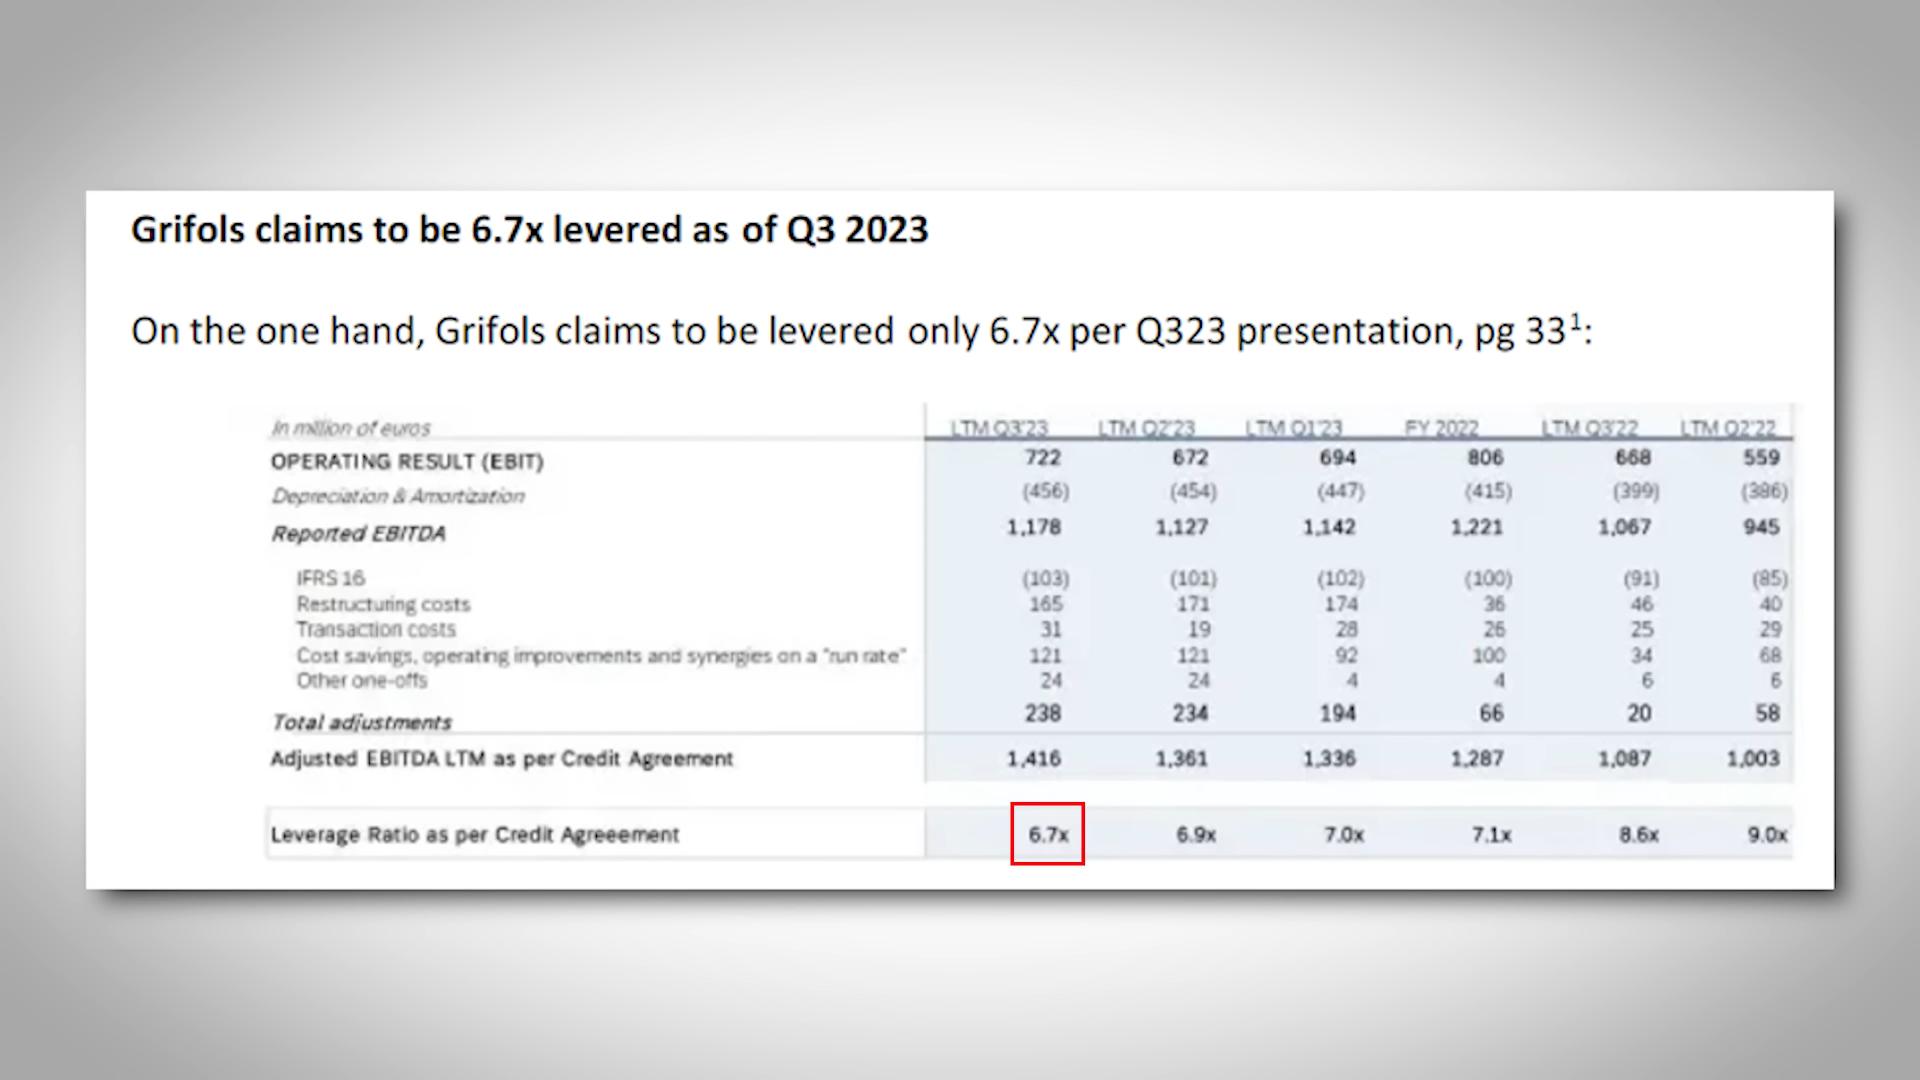 Grifols claims to be 6.7x levered as of Q3 2023
On the one hand, Grifols claims to be levered only 6.7x per Q323 presentation, pg 33¹:
In million of euros LTM Q3'23 LTM Q2'23 LTM Q1'23 FY 2022 LTM Q3'22 LTM Q2'22
OPERATING RESULT (EBIT) 722 672 694 806 668 559
Depreciation & Amortization (456) (454) (447) (415) (399) (386)
Reported EBITDA 1,178 1,127 1,142 1,221 1,067 945
IFRS 16 (103) (101) (102) (100) (91) (85)
Restructuring costs 165 171 174 36 46 40
Transaction costs 31 19 28 26 25 29
Cost savings, operating improvements and synergies on a "run rate" 121 121 92 100 34 68
Other one-offs 24 24 4 4 6 6
Total adjustments 238 234 194 66 20 58
Adjusted EBITDA LTM as per Credit Agreement 1,416 1,361 1,336 1,287 1,087 1,003
Leverage Ratio as per Credit Agreeement 6.7x 6.9x 7.0x 7.1x 8.6x 9.0x